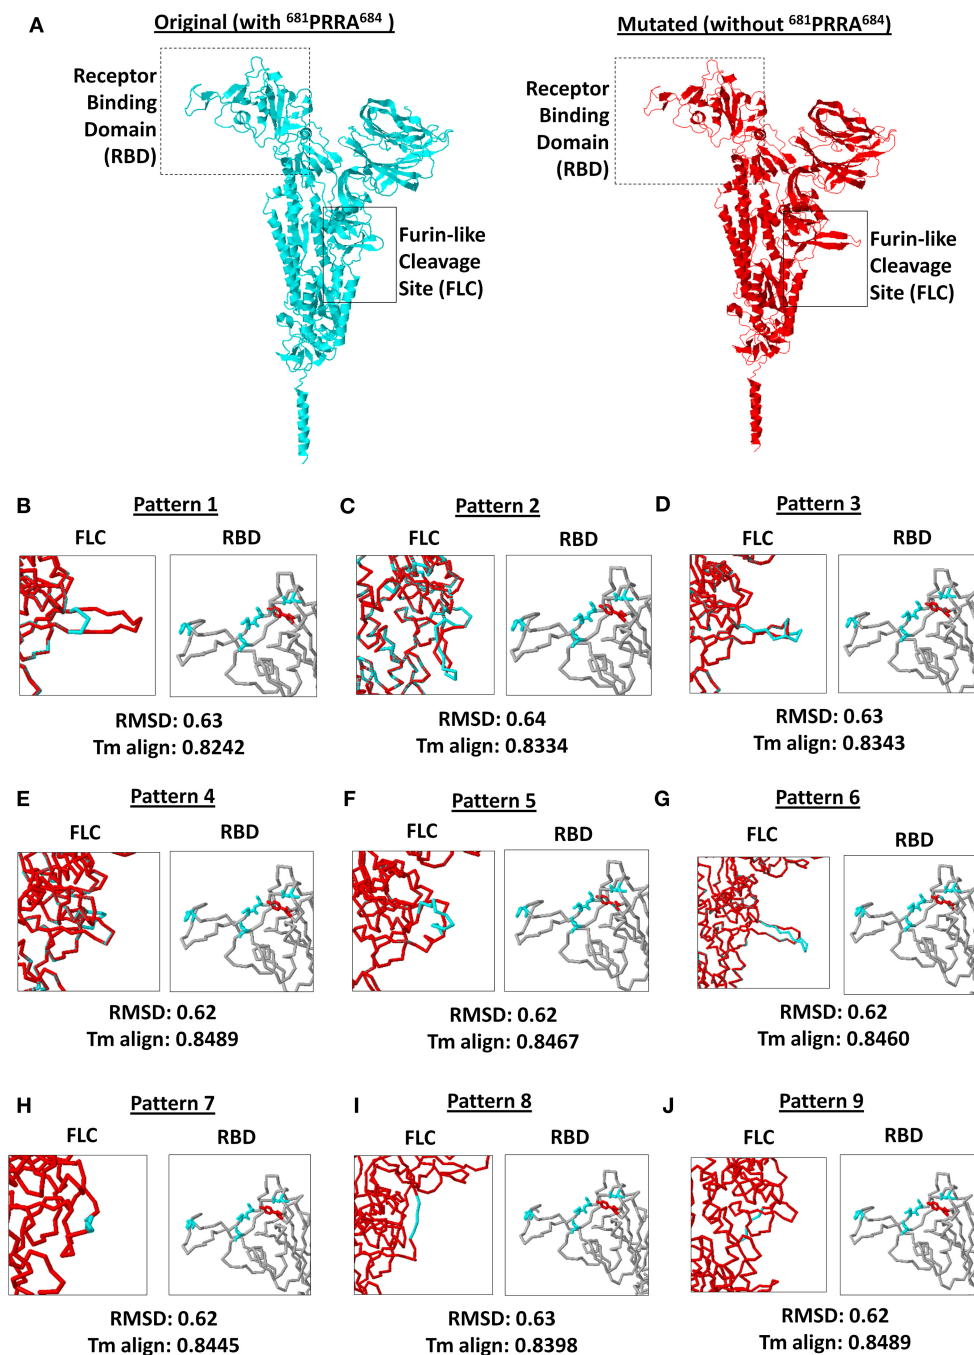 A
Original (with ⁶⁸¹PRRA⁶⁸⁴ )
Mutated (without ⁶⁸¹PRRA⁶⁸⁴)
Receptor
Binding
Domain
(RBD)
Furin-like
Cleavage
Site (FLC)
Receptor
Binding
Domain
(RBD)
Furin-like
Cleavage
Site (FLC)
B
Pattern 1
FLC
RBD
RMSD: 0.63
Tm align: 0.8242
C
Pattern 2
FLC
RBD
RMSD: 0.64
Tm align: 0.8334
D
Pattern 3
FLC
RBD
RMSD: 0.63
Tm align: 0.8343
E
Pattern 4
FLC
RBD
RMSD: 0.62
Tm align: 0.8489
F
Pattern 5
FLC
RBD
RMSD: 0.62
Tm align: 0.8467
G
Pattern 6
FLC
RBD
RMSD: 0.62
Tm align: 0.8460
H
Pattern 7
FLC
RBD
RMSD: 0.62
Tm align: 0.8445
I
Pattern 8
FLC
RBD
RMSD: 0.63
Tm align: 0.8398
J
Pattern 9
FLC
RBD
RMSD: 0.62
Tm align: 0.8489